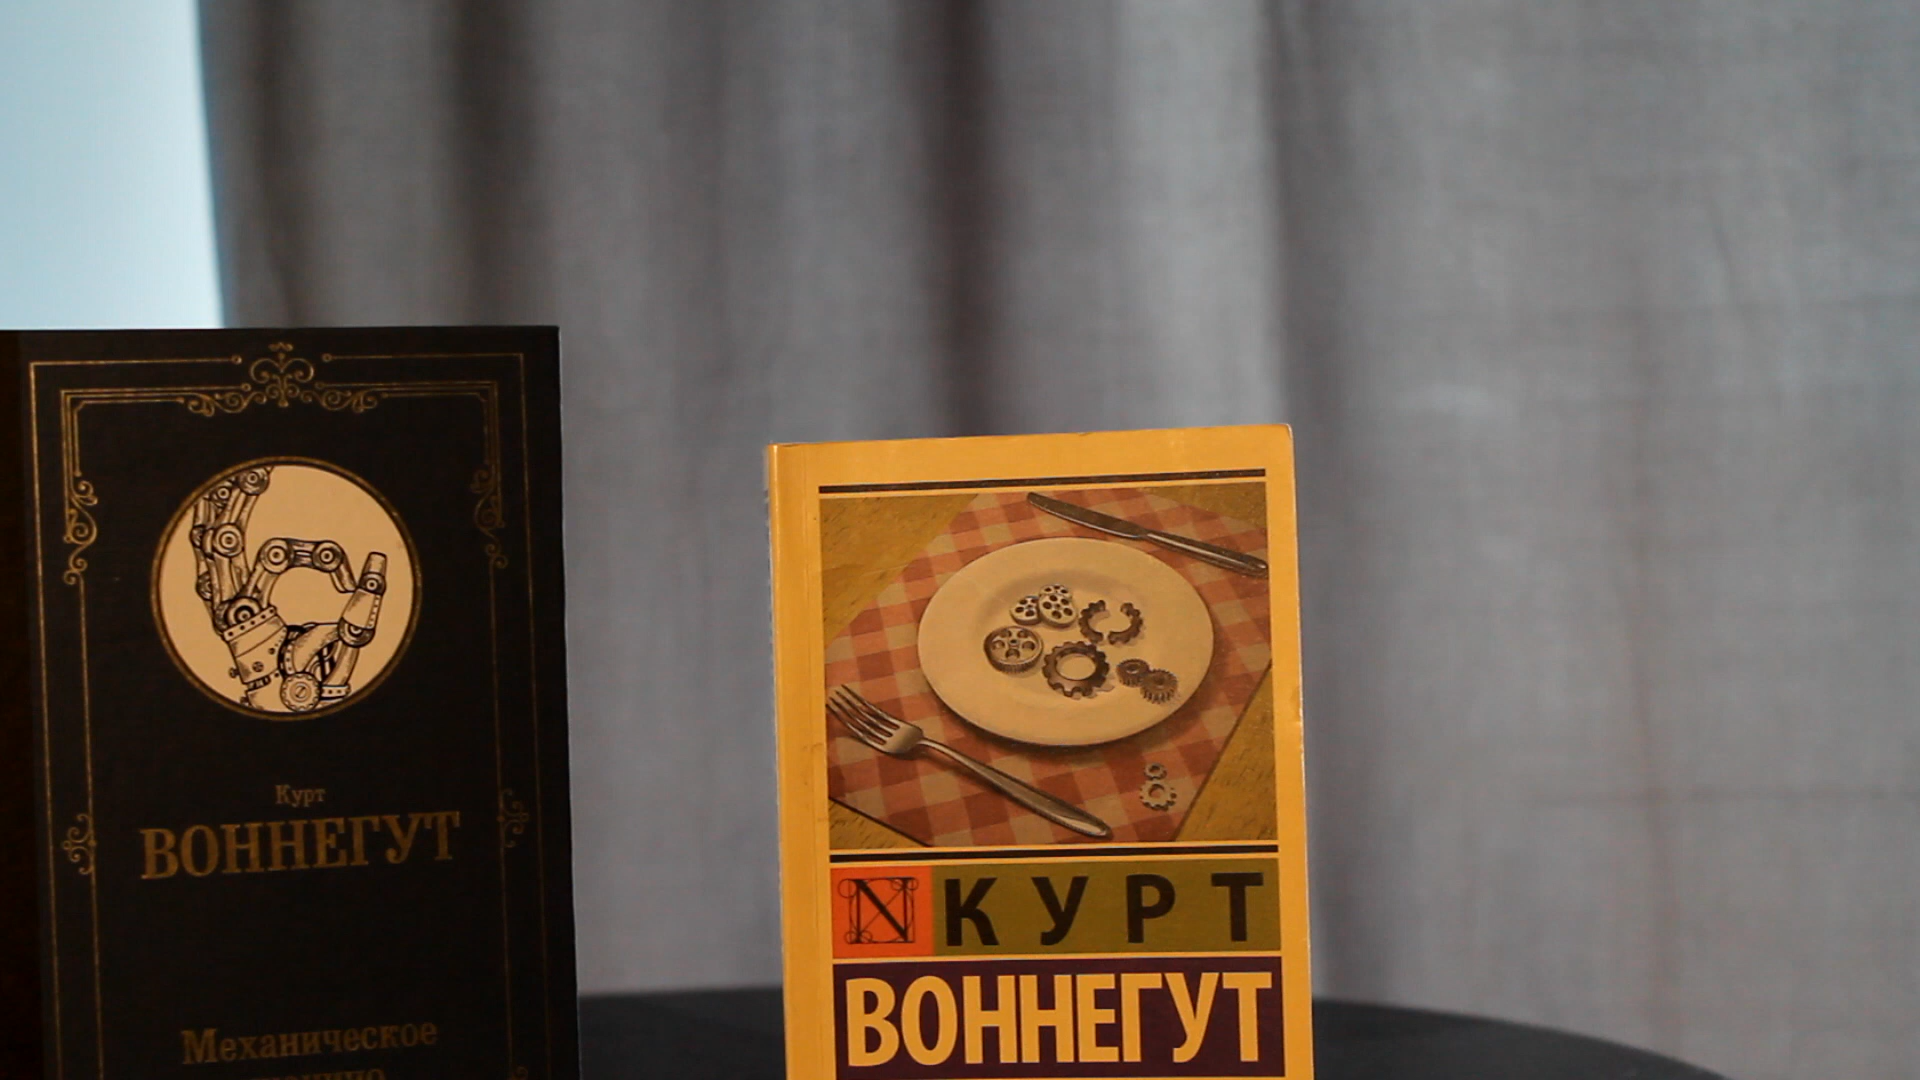 Курт
ВОННЕГУТ
Механическое
N КУРТ
ВОННЕГУТ